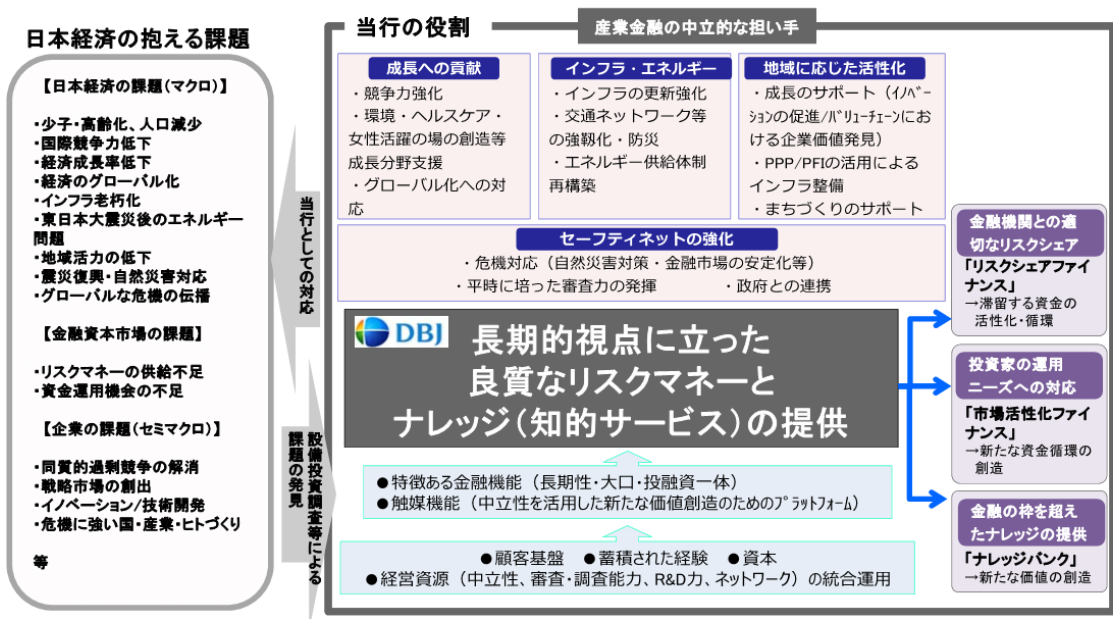 日本経済の抱える課題
【日本経済の課題(マクロ)】
・少子・高齢化、人口減少
・国際競争力低下
・経済成長率低下
・経済のグローバル化
・インフラ老朽化
・東日本大震災後のエネルギー
問題
・地域活力の低下
・震災復興・自然災害対応
・グローバルな危機の伝播
【金融資本市場の課題】
・リスクマネーの供給不足
・資金運用機会の不足
【企業の課題(セミマクロ)】
・同質的過剰競争の解消
・戦略市場の創出
・イノベーション/技術開発
・危機に強い国・産業・ヒトづくり
等
当行としての対応
設備投資調査等による
課題の発見
当行の役割
産業金融の中立的な担い手
成長への貢献
・競争力強化
・環境・ヘルスケア・
女性活躍の場の創造等
成長分野支援
・グローバル化への対
応
インフラ・エネルギー
・インフラの更新強化
・交通ネットワーク等
の強靱化・防災
・エネルギー供給体制
再構築
地域に応じた活性化
・成長のサポート(ｲﾉﾍﾞｰ
ｼｮﾝの促進/ﾊﾞﾘｭｰﾁｪｰﾝにお
ける企業価値発見)
・PPP/PFIの活用による
インフラ整備
・まちづくりのサポート
セーフティネットの強化
・危機対応(自然災害対策・金融市場の安定化等)
・平時に培った審査力の発揮 ・政府との連携
DBJ
長期的視点に立った
良質なリスクマネーと
ナレッジ(知的サービス)の提供
●特徴ある金融機能(長期性・大口・投融資一体)
●触媒機能(中立性を活用した新たな価値創造のためのﾌﾟﾗｯﾄﾌｫｰﾑ)
●顧客基盤 ●蓄積された経験 ●資本
●経営資源(中立性、審査・調査能力、R&D力、ネットワーク)の統合運用
金融機関との適
切なリスクシェア
「リスクシェアファイ
ナンス」
→滞留する資金の
活性化・循環
投資家の運用
ニーズへの対応
「市場活性化ファイ
ナンス」
→新たな資金循環の
創造
金融の枠を超え
たナレッジの提供
「ナレッジバンク」
→新たな価値の創造